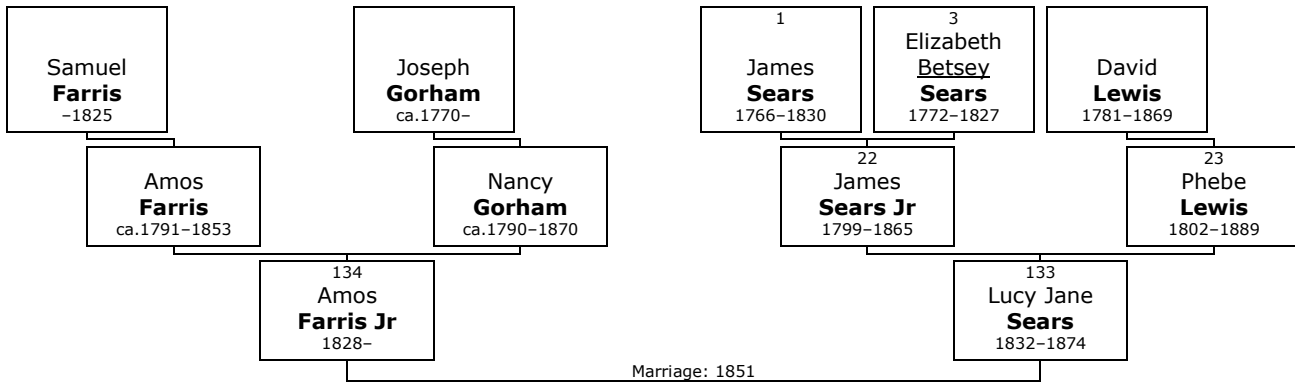 Samuel
Farris
–1825
Joseph
Gorham
ca.1770–
1
James
Sears
1766–1830
3
Elizabeth
Betsey
Sears
1772–1827
David
Lewis
1781–1869
Amos
Farris
ca.1791–1853
Nancy
Gorham
ca.1790–1870
22
James
Sears Jr
1799–1865
23
Phebe
Lewis
1802–1889
134
Amos
Farris Jr
1828–
133
Lucy Jane
Sears
1832–1874
Marriage: 1851